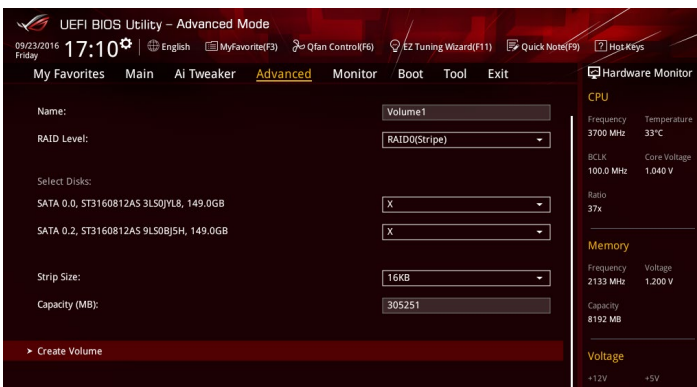 UEFI BIOS Utility – Advanced Mode
09/23/2016 Friday 17:10 English MyFavorite(F3) Qfan Control(F6) EZ Tuning Wizard(F11) Quick Note(F9) Hot Keys
My Favorites Main Ai Tweaker Advanced Monitor Boot Tool Exit
Name: Volume1
RAID Level: RAID0(Stripe)
Select Disks:
SATA 0.0, ST3160812AS 3LS0JYL8, 149.0GB X
SATA 0.2, ST3160812AS 9LS0BJ5H, 149.0GB X
Strip Size: 16KB
Capacity (MB): 305251
> Create Volume
Hardware Monitor
CPU
Frequency Temperature
3700 MHz 33°C
BCLK Core Voltage
100.0 MHz 1.040 V
Ratio
37x
Memory
Frequency Voltage
2133 MHz 1.200 V
Capacity
8192 MB
Voltage
+12V +5V